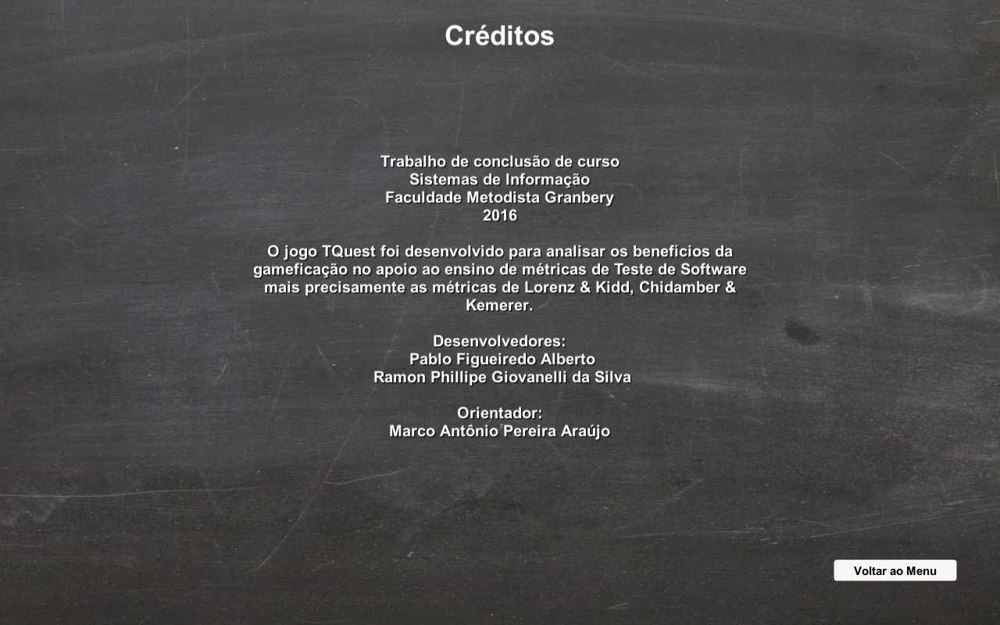 Créditos
Trabalho de conclusão de curso
Sistemas de Informação
Faculdade Metodista Granbery
2016
O jogo TQuest foi desenvolvido para analisar os benefícios da
gameficação no apoio ao ensino de métricas de Teste de Software
mais precisamente as métricas de Lorenz & Kidd, Chidamber &
Kemerer.
Desenvolvedores:
Pablo Figueiredo Alberto
Ramon Phillipe Giovanelli da Silva
Orientador:
Marco Antônio Pereira Araújo
Voltar ao Menu